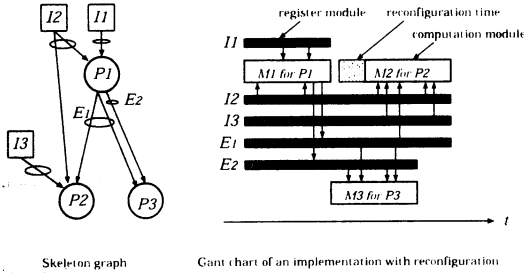 I2 I1
P1
E1 E2
I3
P2 P3
Skeleton graph
register module
reconfiguration time
computation module
I1
M1 for P1 M2 for P2
I2
I3
E1
E2
M3 for P3
t
Gant chart of an implementation with reconfiguration